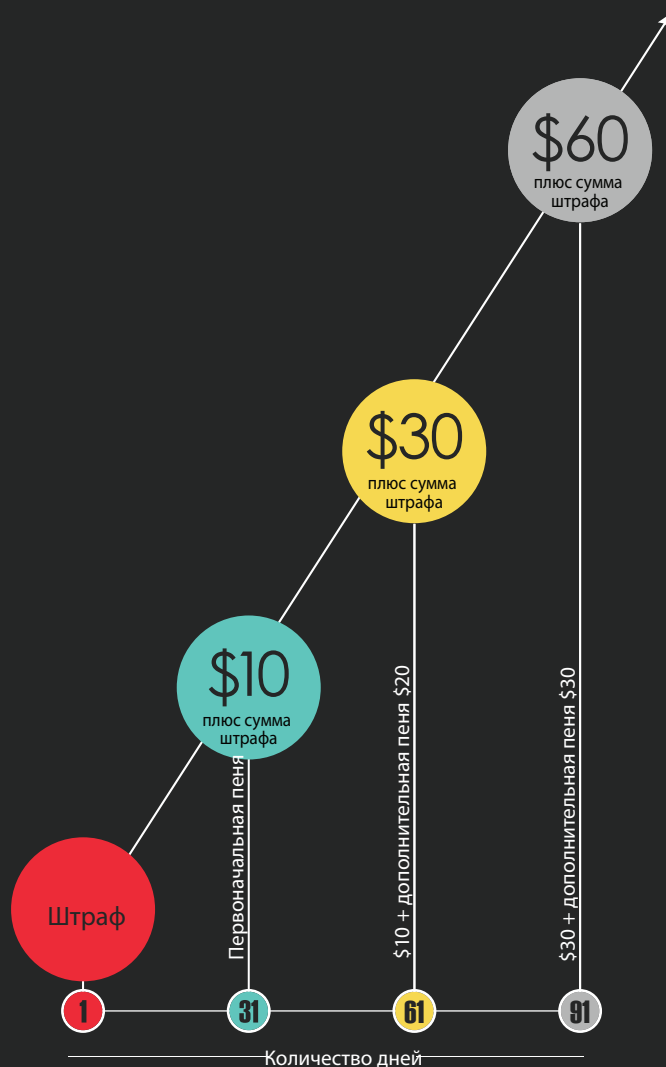 $60
плюс сумма
штрафа
$30
плюс сумма
штрафа
$10
плюс сумма
штрафа
Штраф
Первоначальная пеня
$10 + дополнительная пеня $20
$30 + дополнительная пеня $30
1
31
61
91
Количество дней